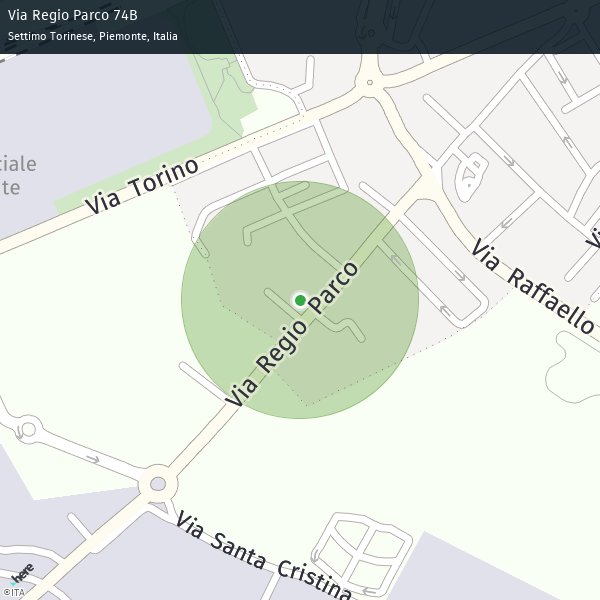 Via Regio Parco 74B
Settimo Torinese, Piemonte, Italia
ciale
te
Via Torino
Via Regio Parco
Via Raffaello
Via Santa Cristina
here
©ITA